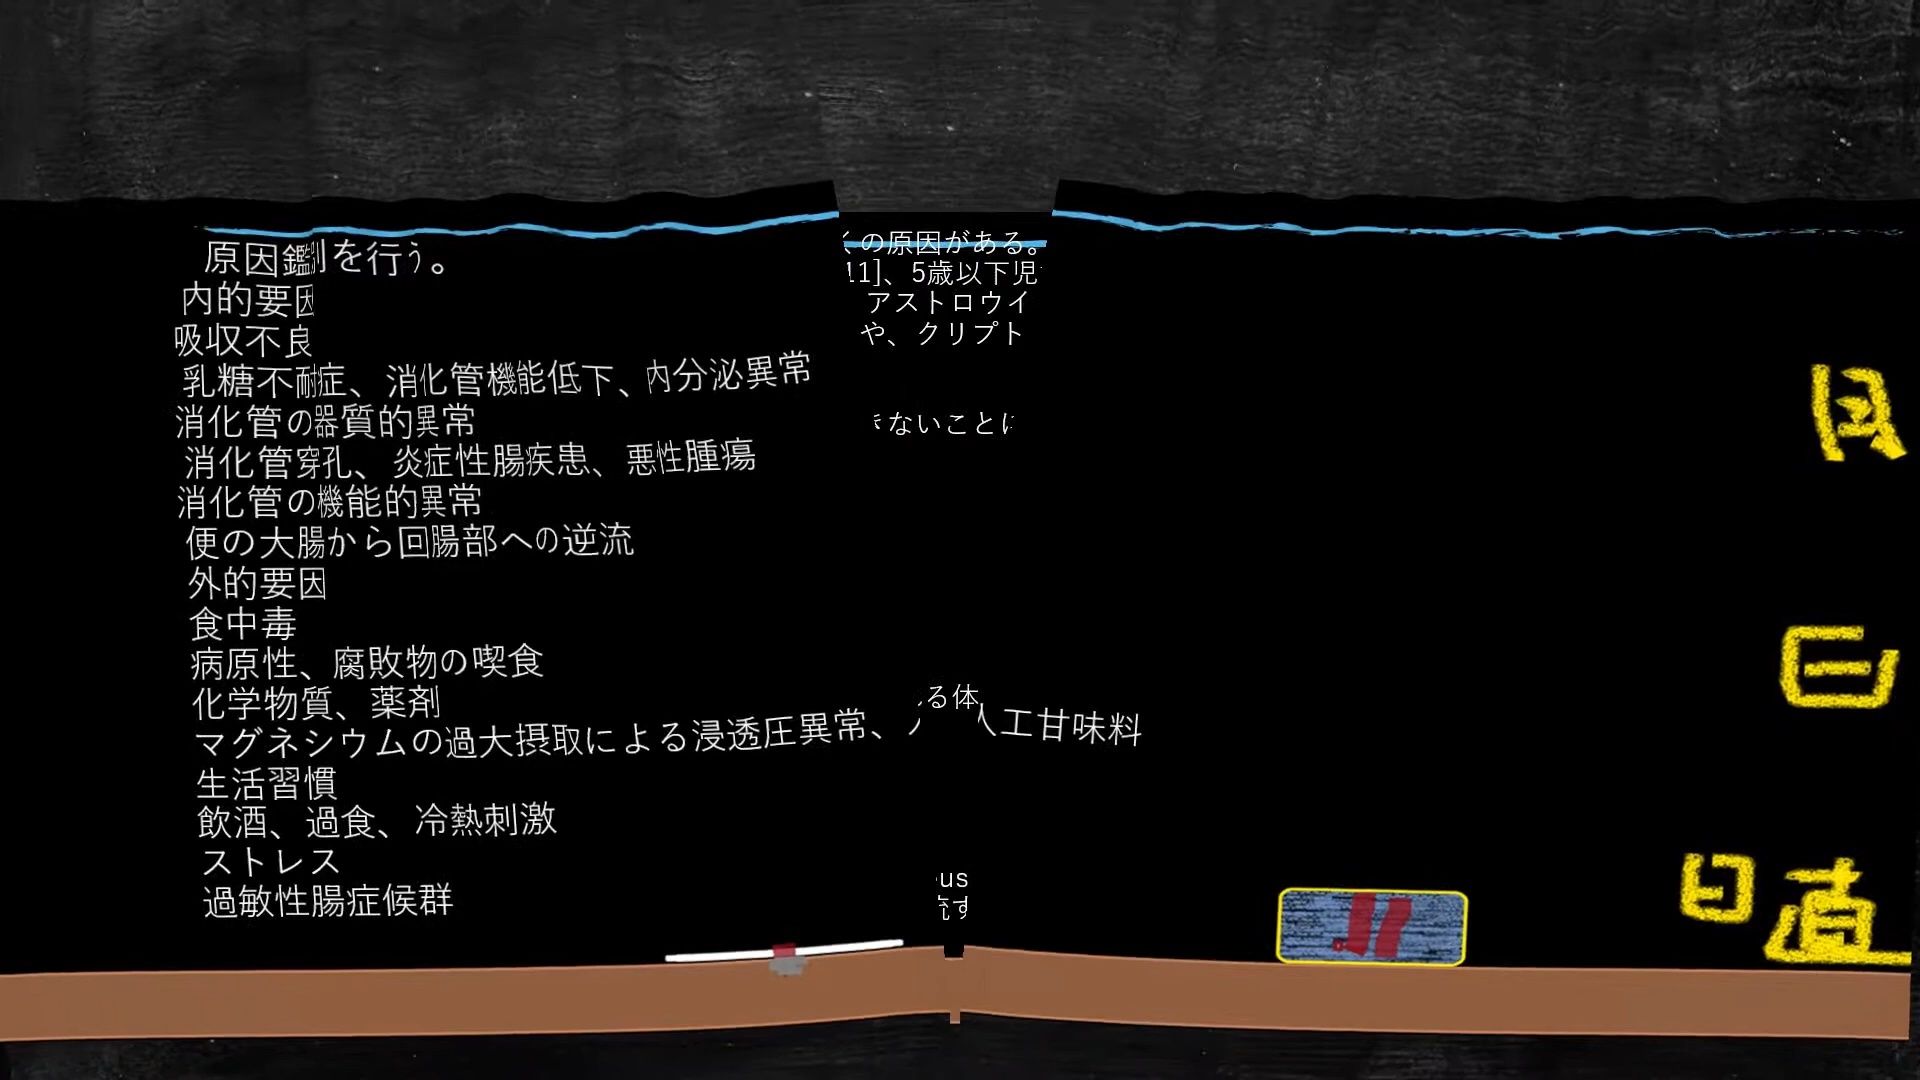 原因鑑別を行う。
内的要因
吸収不良
乳糖不耐症、消化管機能低下、内分泌異常
消化管の器質的異常
消化管穿孔、炎症性腸疾患、悪性腫瘍
消化管の機能的異常
便の大腸から回腸部への逆流
外的要因
食中毒
病原性、腐敗物の喫食
化学物質、薬剤
マグネシウムの過大摂取による浸透圧異常、人工甘味料
生活習慣
飲酒、過食、冷熱刺激
ストレス
過敏性腸症候群
の原因がある。
11]、5歳以下児
アストロウイ
や、クリプト
ないことに
る体
us
流す
月
日
日直